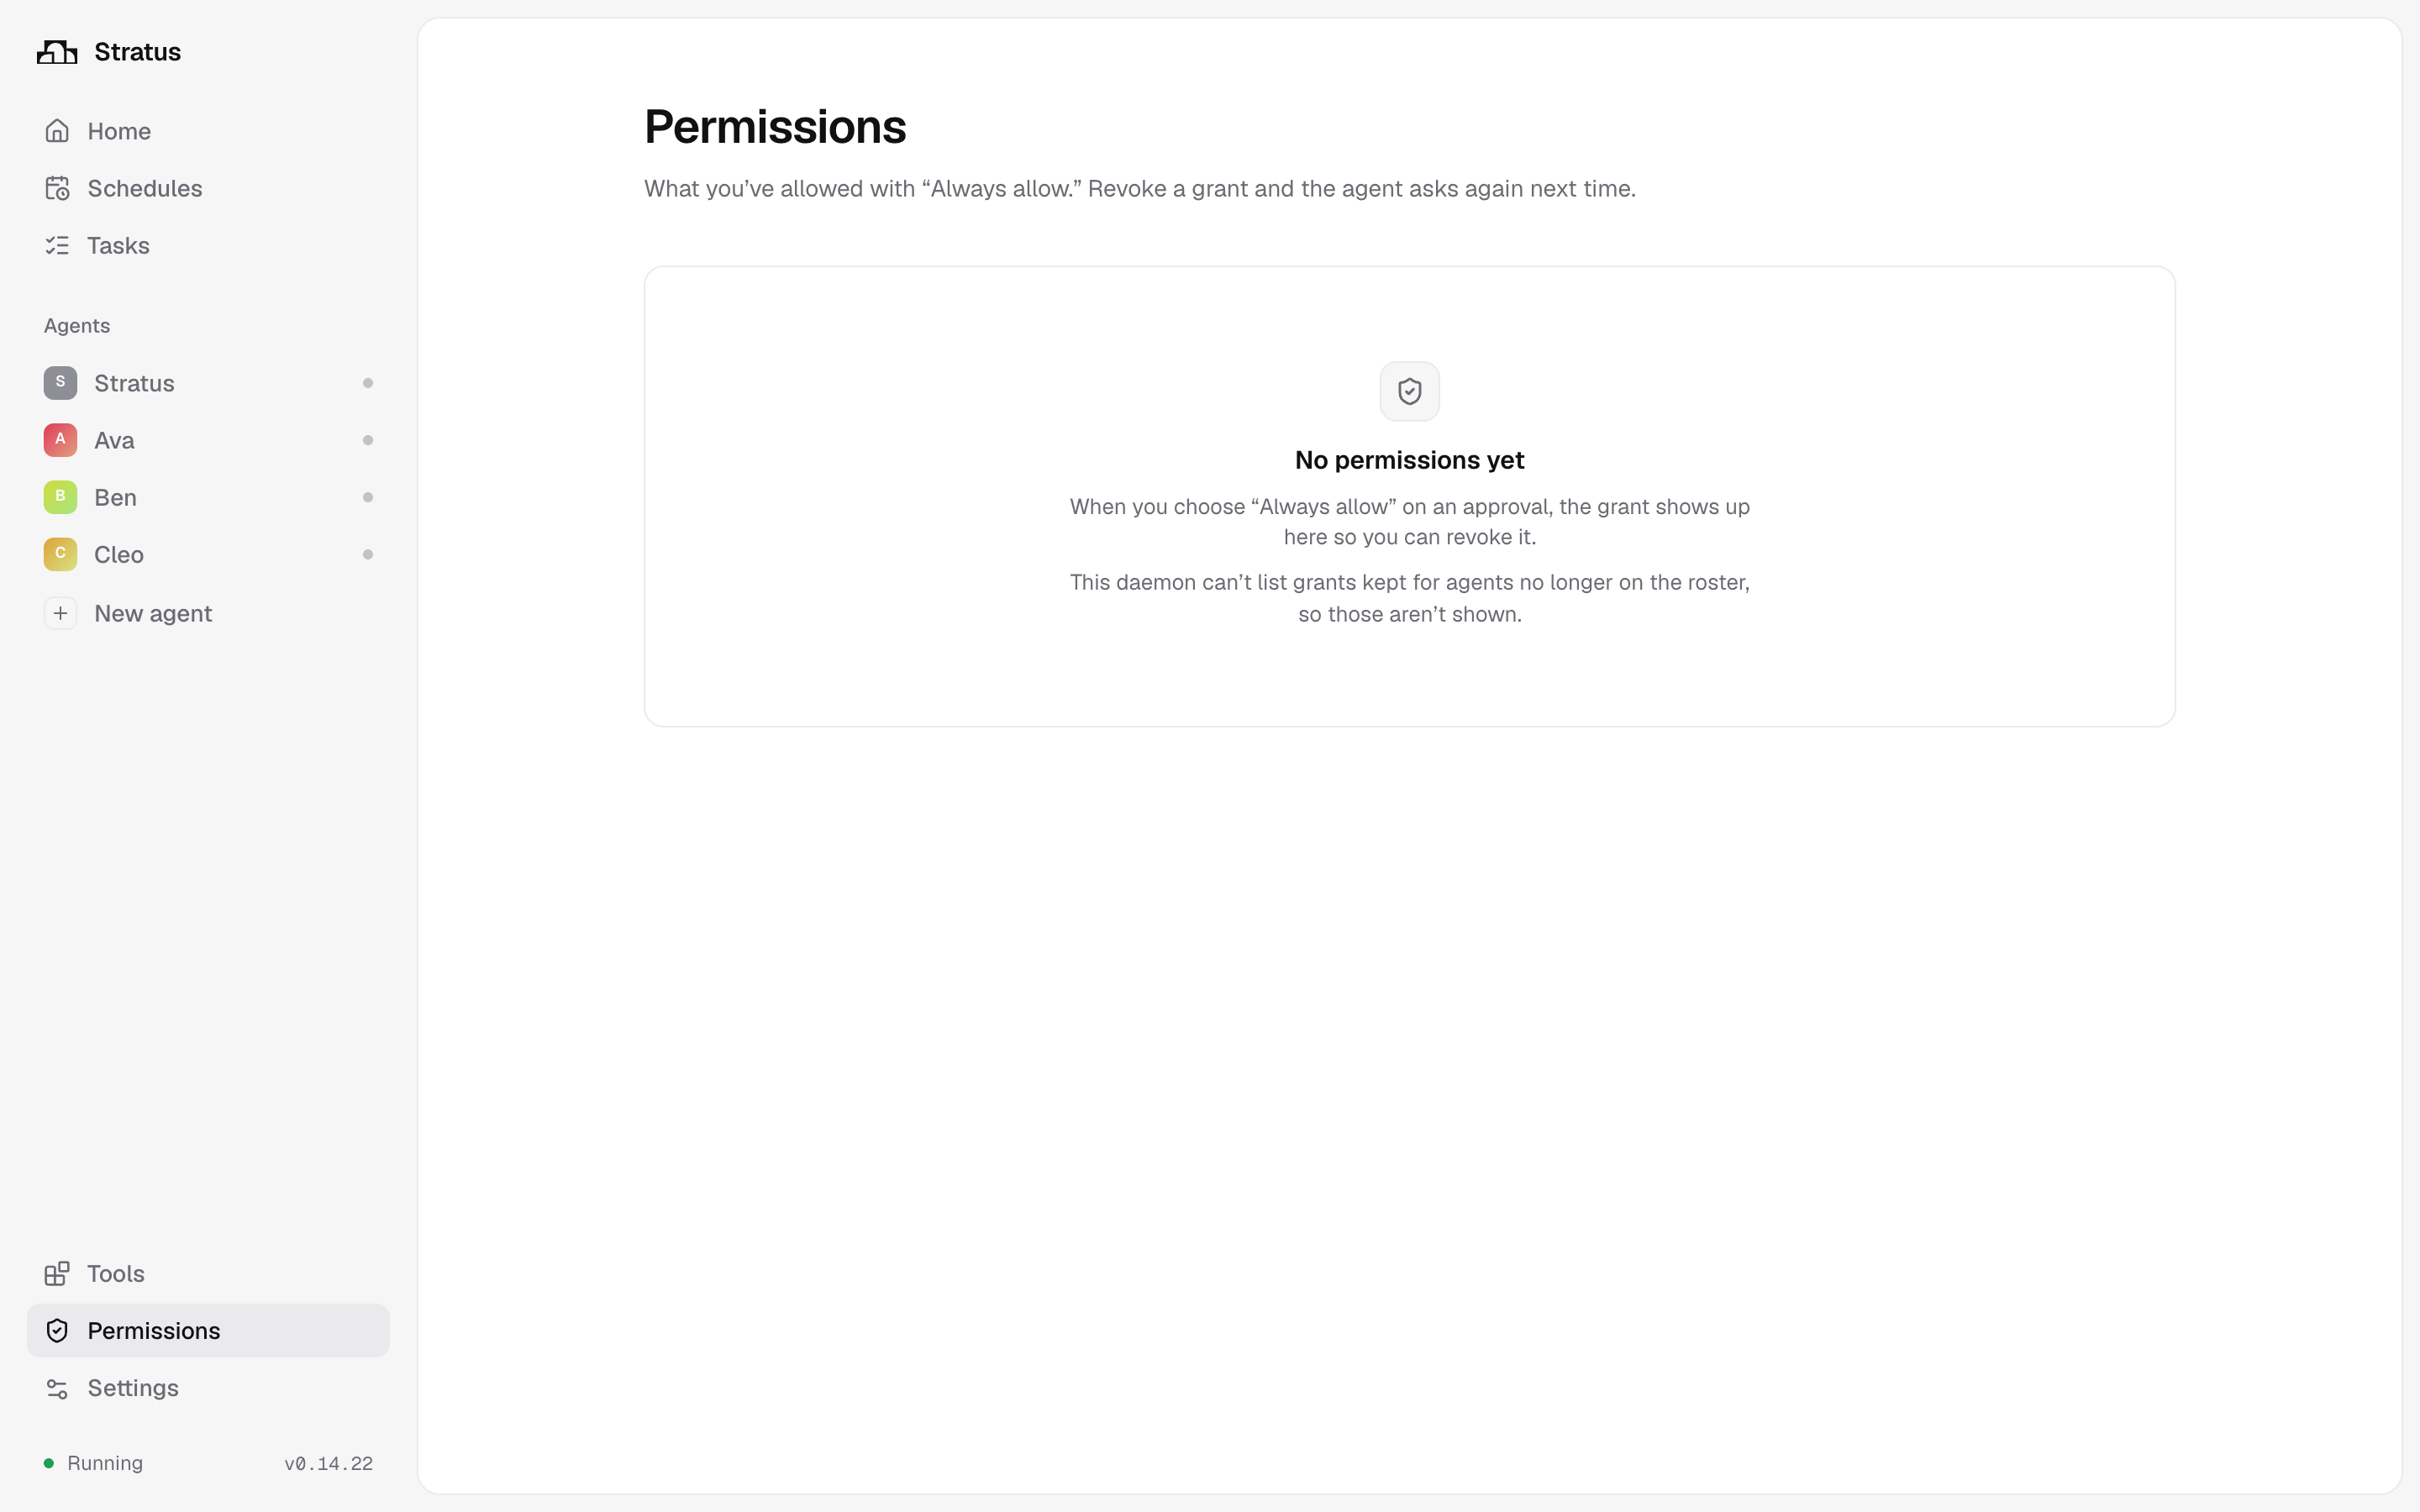 Stratus
Home
Schedules
Tasks
Agents
S Stratus
A Ava
B Ben
C Cleo
New agent
Tools
Permissions
Settings
Running v0.14.22
Permissions
What you’ve allowed with “Always allow.” Revoke a grant and the agent asks again next time.
No permissions yet
When you choose “Always allow” on an approval, the grant shows up
here so you can revoke it.
This daemon can’t list grants kept for agents no longer on the roster,
so those aren’t shown.